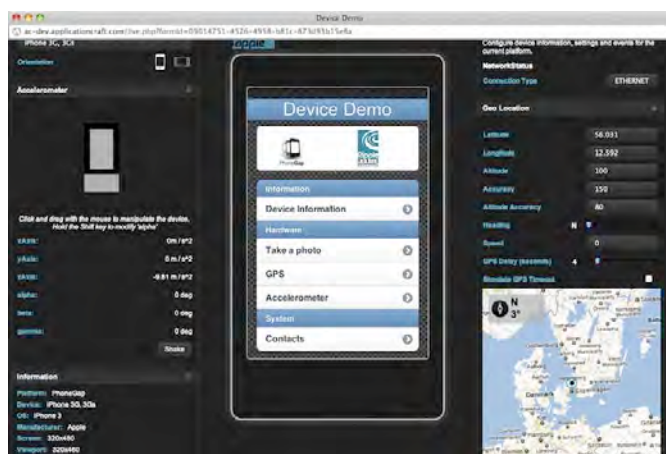 Device Demo
iPhone 3G, 3Gs
Orientation
Accelerometer
Click and drag with the mouse to manipulate the device.
Hold the Shift key to modify 'alpha'
xAxis: 0m/s^2
yAxis: 0 m/s^2
zAxis: -9.81 m/s^2
alpha: 0 deg
beta: 0 deg
gamma: 0 deg
Shake
Information
Platform: PhoneGap
Device: iPhone 3G, 3Gs
OS: iPhone 3
Manufacturer: Apple
Screen: 320x480
Viewport: 320x480
Device Demo
PhoneGap
Information
Device Information
Hardware
Take a photo
GPS
Accelerometer
System
Contacts
Configure device information, settings and events for the
current platform.
NetworkStatus
Connection Type ETHERNET
Geo Location
Latitude 56.031
Longitude 12.592
Altitude 100
Accuracy 150
Altitude Accuracy 80
Heading N
Speed 0
GPS Delay (seconds) 4
Simulate GPS Timeout
N
3°
Denmark
Copenhagen